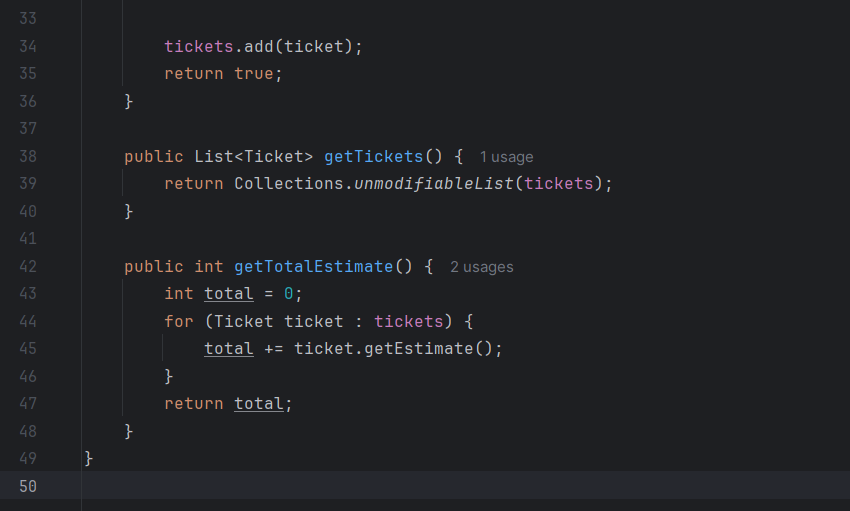 33
34 tickets.add(ticket);
35 return true;
36 }
37
38 public List<Ticket> getTickets() { 1 usage
39 return Collections.unmodifiableList(tickets);
40 }
41
42 public int getTotalEstimate() { 2 usages
43 int total = 0;
44 for (Ticket ticket : tickets) {
45 total += ticket.getEstimate();
46 }
47 return total;
48 }
49 }
50